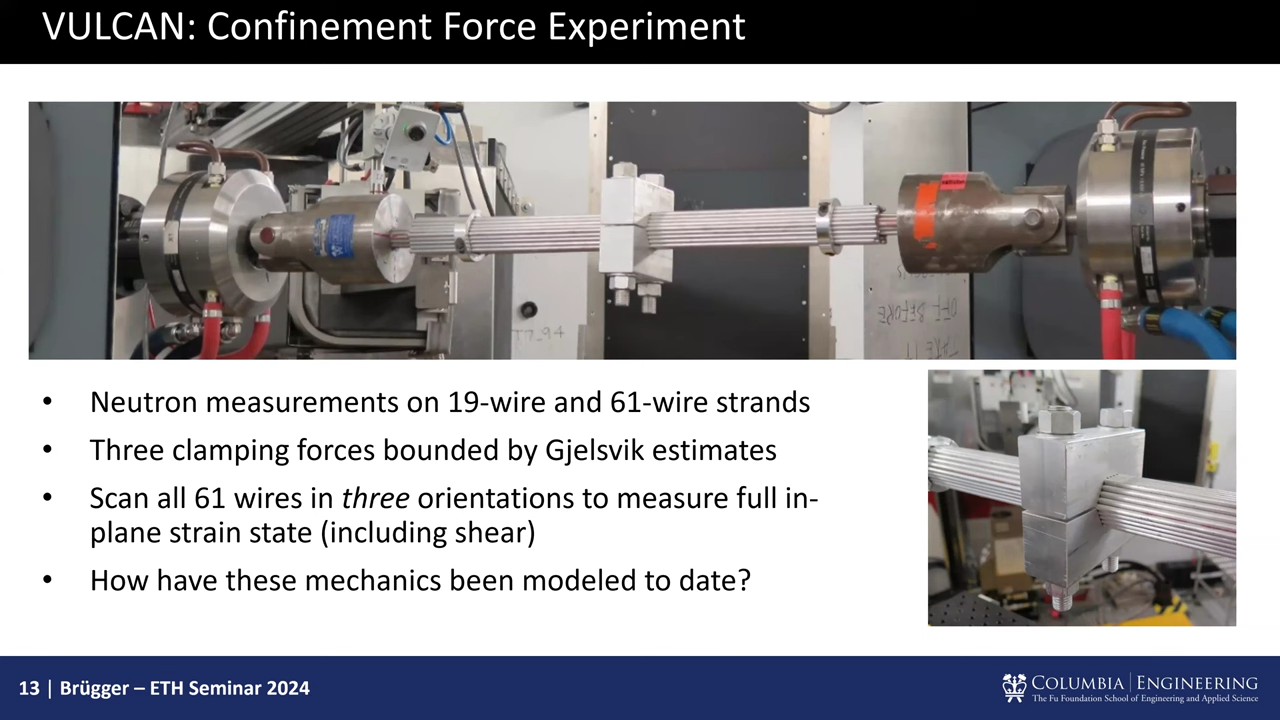 VULCAN: Confinement Force Experiment
OFF BEFORE
• Neutron measurements on 19-wire and 61-wire strands
• Three clamping forces bounded by Gjelsvik estimates
• Scan all 61 wires in three orientations to measure full in-
plane strain state (including shear)
• How have these mechanics been modeled to date?
13 | Brügger – ETH Seminar 2024
COLUMBIA | ENGINEERING
The Fu Foundation School of Engineering and Applied Science